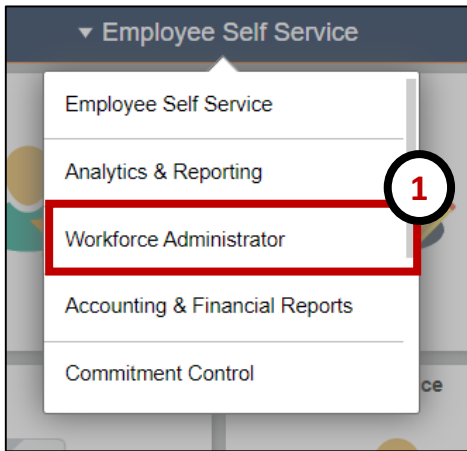 ▼ Employee Self Service
Employee Self Service
Analytics & Reporting
1
Workforce Administrator
Accounting & Financial Reports
Commitment Control
ce